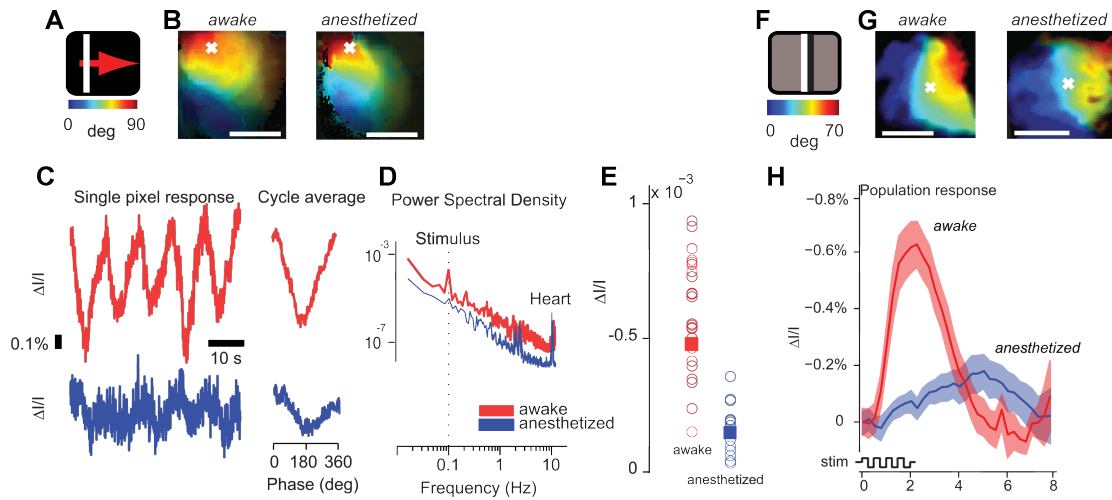 A
B
awake
anesthetized
0
90
deg
C
Single pixel response
Cycle average
ΔI/I
0.1%
10 s
ΔI/I
0 180 360
Phase (deg)
D
Power Spectral Density
Stimulus
10⁻³
Heart
10⁻⁷
awake
anesthetized
0.1 1 10
Frequency (Hz)
E
x 10⁻³
1
ΔI/I
-0.5
0
awake
anesthetized
F
0
70
deg
G
awake
anesthetized
H
Population response
−0.8%
−0.6%
−0.4%
−0.2%
0
ΔI/I
awake
anesthetized
stim
0 2 4 6 8